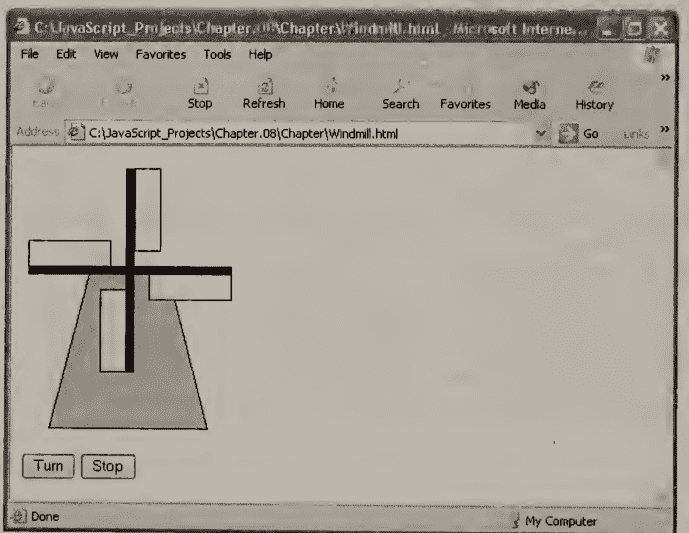 C:\JavaScript_Projects\Chapter.08\Chapter\Windmill.html - Microsoft Interne...
File Edit View Favorites Tools Help
Stop Refresh Home Search Favorites Media History »
Address C:\JavaScript_Projects\Chapter.08\Chapter\Windmill.html Go Links »
Turn Stop
Done My Computer